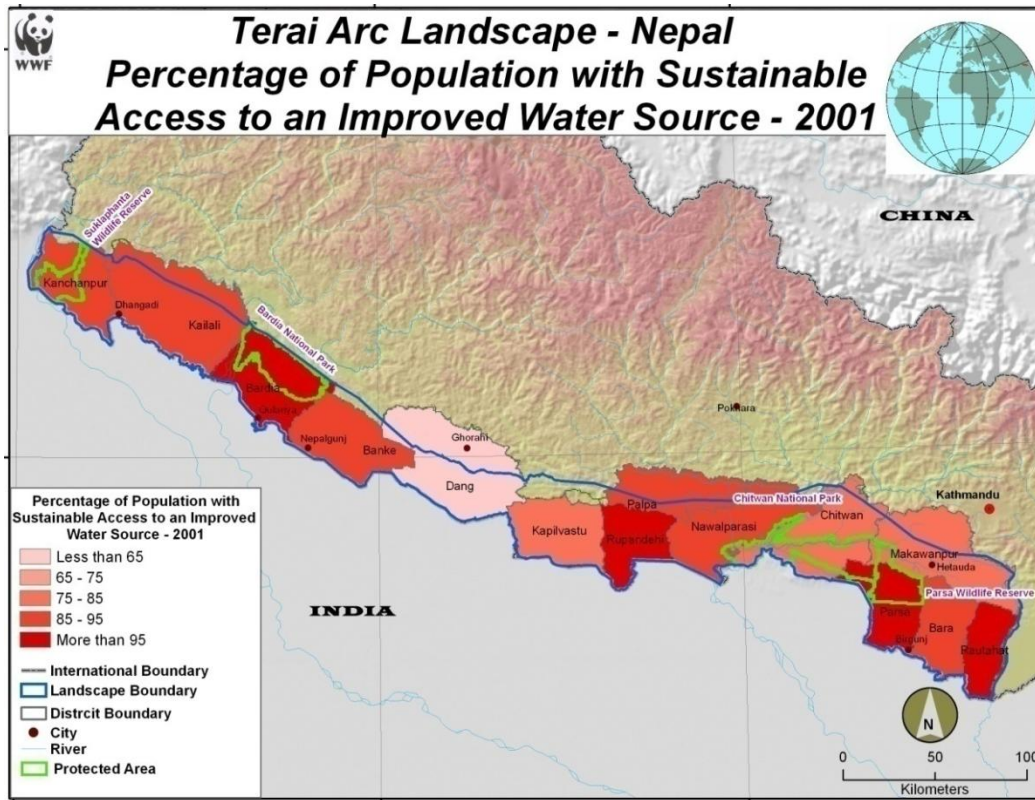 WWF
Terai Arc Landscape - Nepal
Percentage of Population with Sustainable
Access to an Improved Water Source - 2001
CHINA
Suklaphanta
Wildlife Reserve
Kanchanpur
Dhangadi
Kailali
Bardia National Park
Bardia
Nepalgunj
Banke
Ghorahi
Dang
Pokhara
Kathmandu
Palpa
Chitwan National Park
Kapilvastu
Rupandehi
Nawalparasi
Chitwan
Makawanpur
Hetauda
Parsa Wildlife Reserve
Parsa
Bara
Birgunj
Rautahat
INDIA
Percentage of Population with
Sustainable Access to an Improved
Water Source - 2001
Less than 65
65 - 75
75 - 85
85 - 95
More than 95
International Boundary
Landscape Boundary
Distrcit Boundary
City
River
Protected Area
N
0 50 100
Kilometers